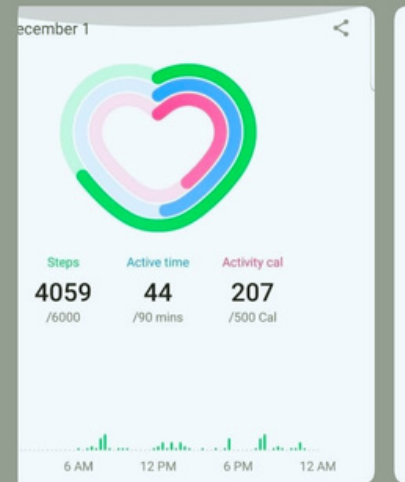 ecember 1
Steps Active time Activity cal
4059 44 207
/6000 /90 mins /500 Cal
6 AM 12 PM 6 PM 12 AM